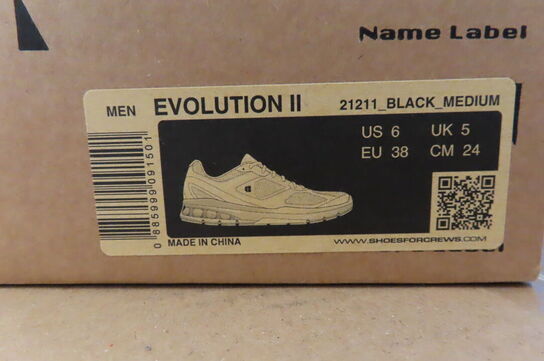 Name Label
MEN EVOLUTION II 21211_BLACK_MEDIUM
US 6 UK 5
EU 38 CM 24
0 885999 091501
MADE IN CHINA
WWW.SHOESFORCREWS.COM